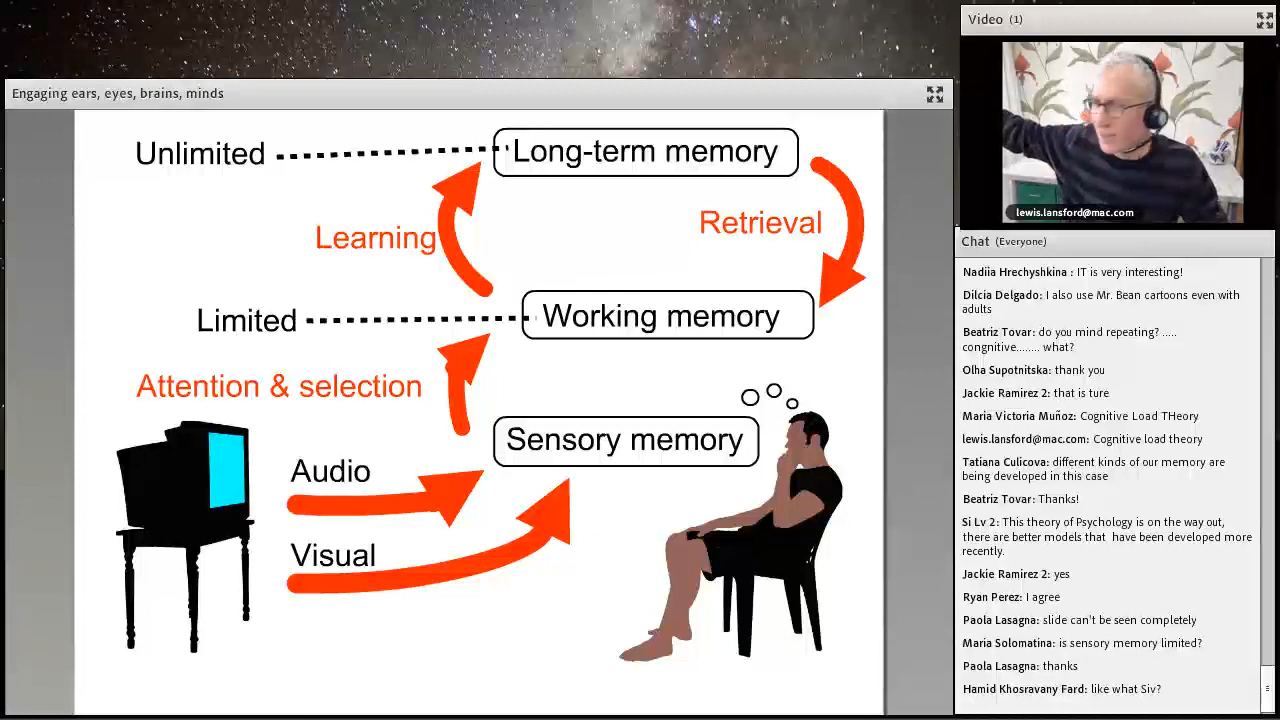 Engaging ears, eyes, brains, minds
Unlimited
Long-term memory
Learning
Retrieval
Limited
Working memory
Attention & selection
Sensory memory
Audio
Visual
Video (1)
lewis.lansford@mac.com
Chat (Everyone)
Nadiia Hrechyshkina : IT is very interesting!
Dilcia Delgado: I also use Mr. Bean cartoons even with
adults
Beatriz Tovar: do you mind repeating? .....
congnitive........ what?
Olha Supotnitska: thank you
Jackie Ramirez 2: that is ture
Maria Victoria Muñoz: Cognitive Load THeory
lewis.lansford@mac.com: Cognitive load theory
Tatiana Culicova: different kinds of our memory are
being developed in this case
Beatriz Tovar: Thanks!
Si Lv 2: This theory of Psychology is on the way out,
there are better models that have been developed more
recently.
Jackie Ramirez 2: yes
Ryan Perez: I agree
Paola Lasagna: slide can't be seen completely
Maria Solomatina: is sensory memory limited?
Paola Lasagna: thanks
Hamid Khosravany Fard: like what Siv?